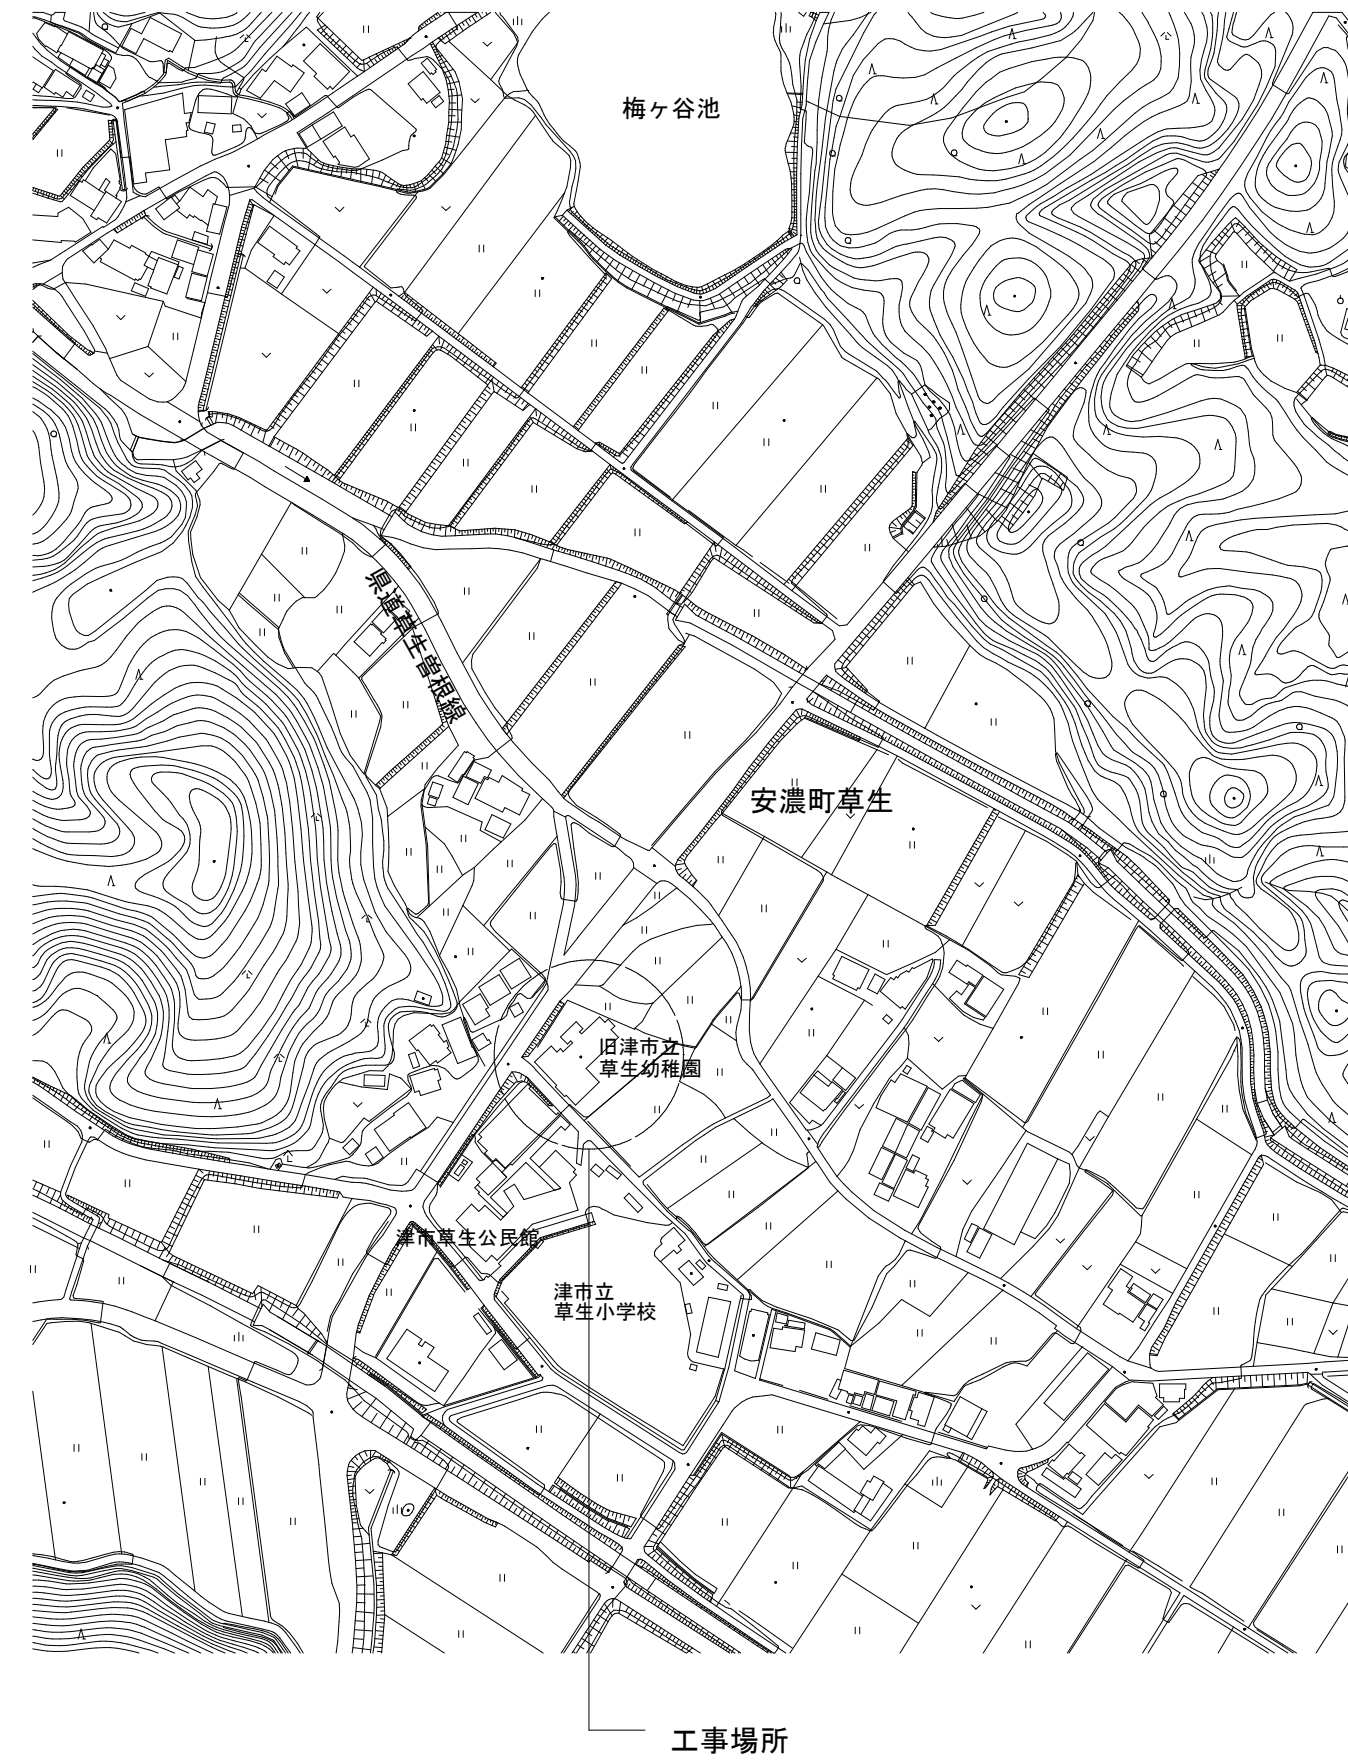 梅ヶ谷池
県道草生曽根線
安濃町草生
旧津市立
草生幼稚園
津市草生公民館
津市立
草生小学校
工事場所